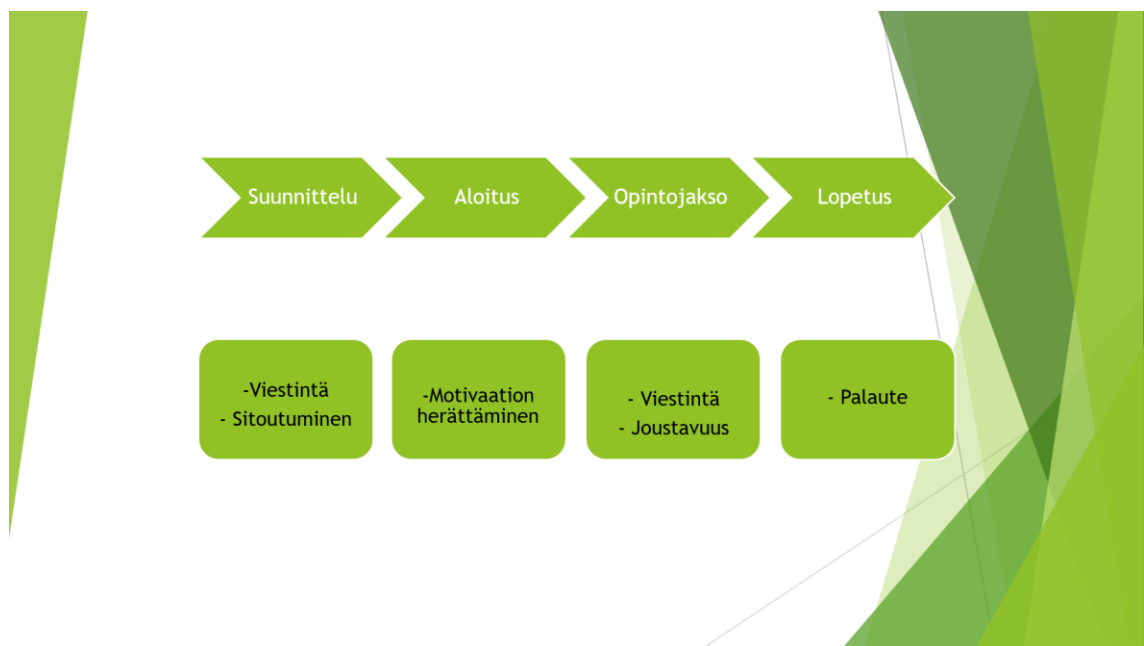 Suunnittelu
Aloitus
Opintojakso
Lopetus
-Viestintä
- Sitoutuminen
-Motivaation
herättäminen
- Viestintä
- Joustavuus
- Palaute